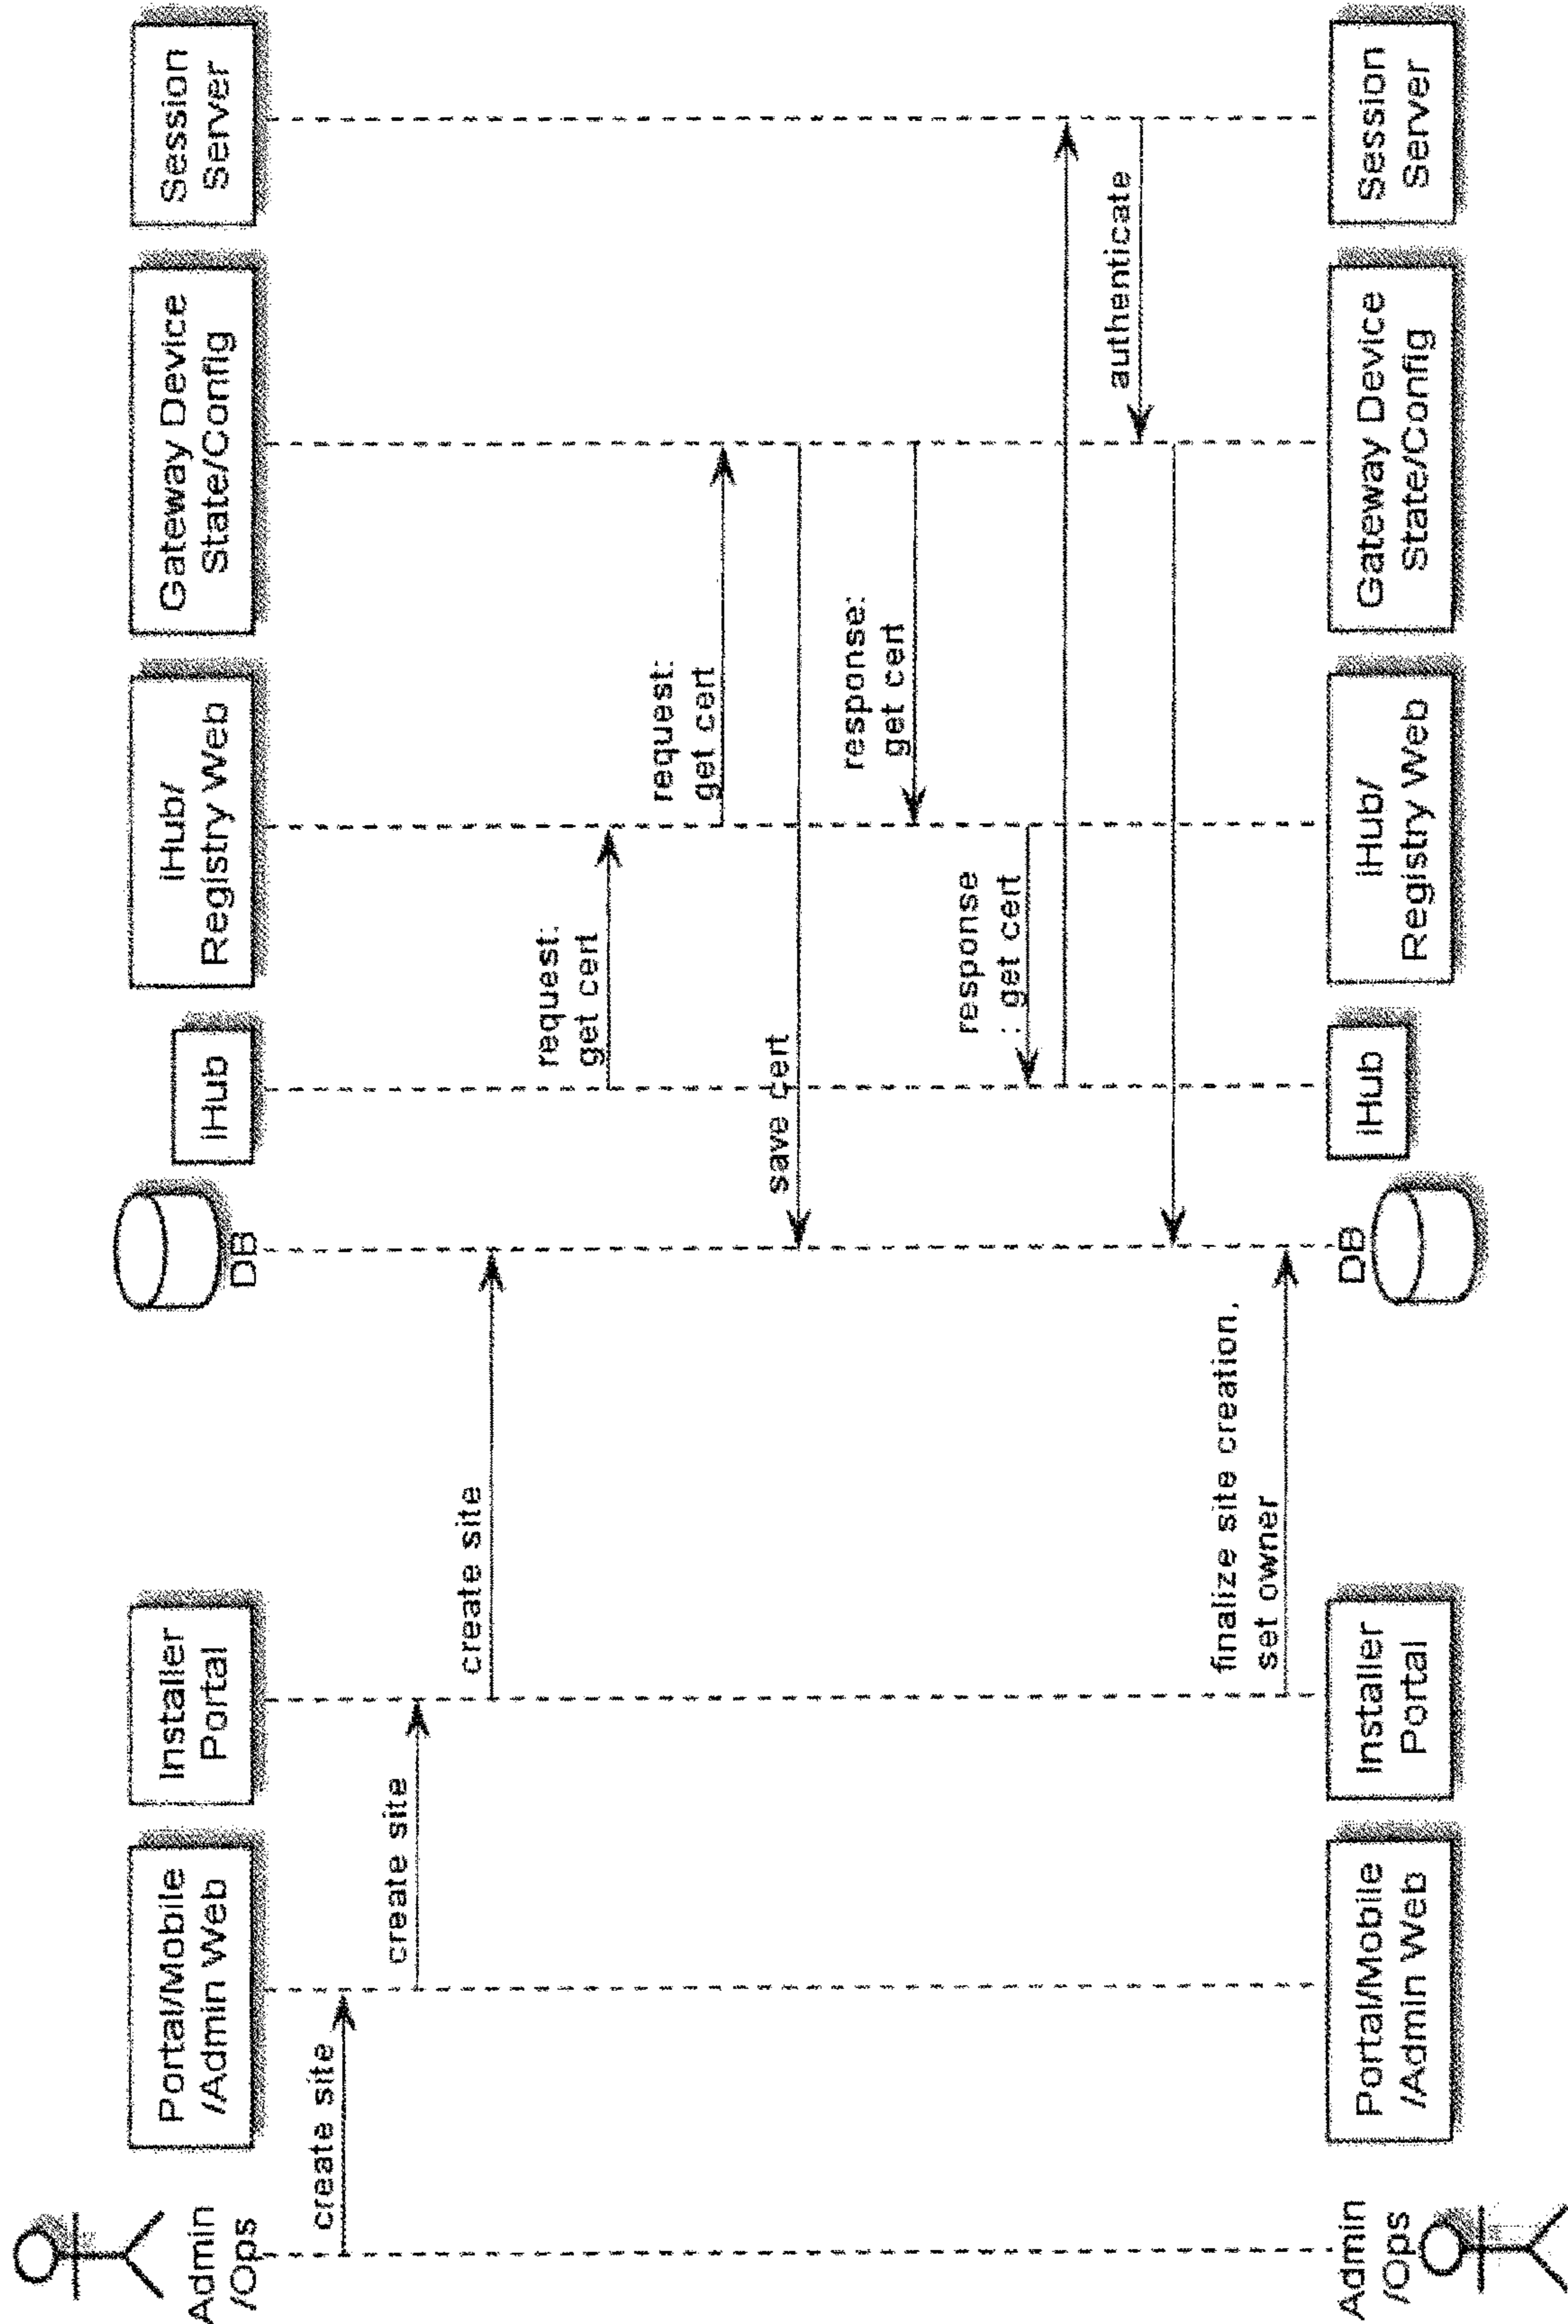 Admin
/Ops
Portal/Mobile
/Admin Web
Installer
Portal
DB
iHub
iHub/
Registry Web
Gateway Device
State/Config
Session
Server
create site
create site
create site
request:
get cert
request:
get cert
save cert
response:
get cert
response
: get cert
authenticate
finalize site creation,
set owner
Admin
/Ops
Portal/Mobile
/Admin Web
Installer
Portal
DB
iHub
iHub/
Registry Web
Gateway Device
State/Config
Session
Server